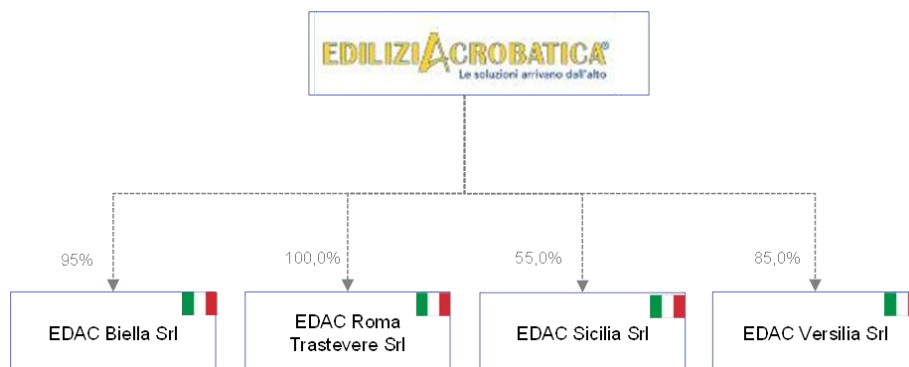 EDILIZIACROBATICA®
Le soluzioni arrivano dall'alto
95%
100,0%
55,0%
85,0%
EDAC Biella Srl
EDAC Roma
Trastevere Srl
EDAC Sicilia Srl
EDAC Versilia Srl